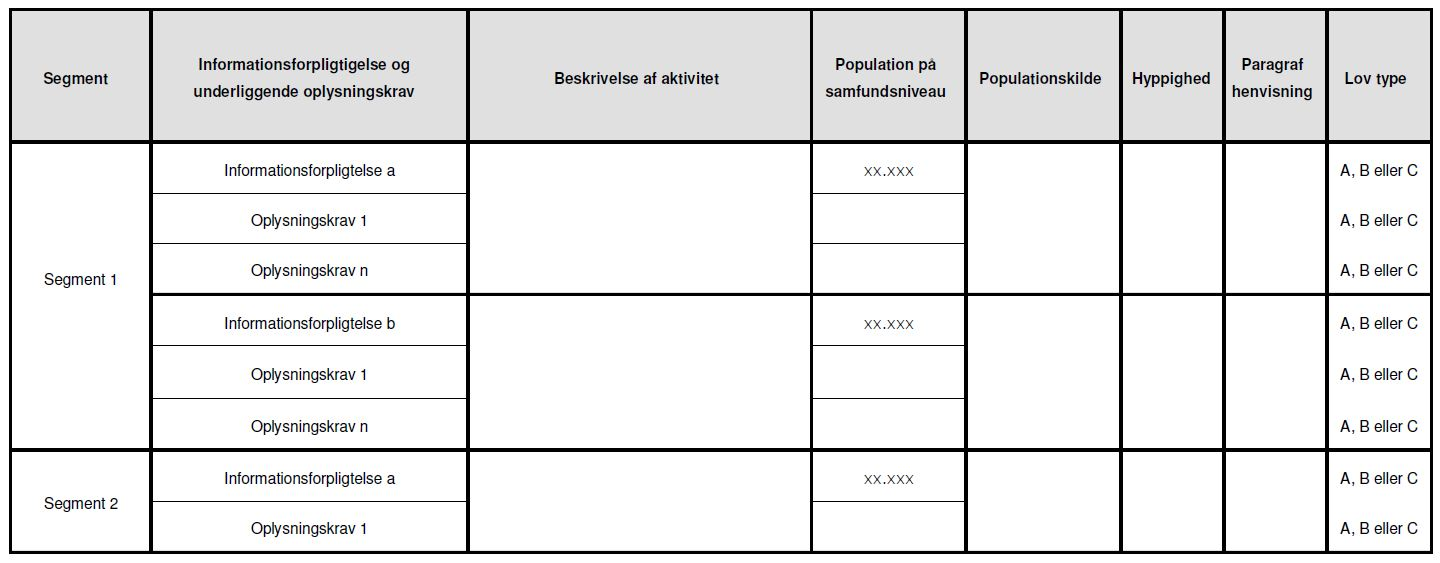 Segment
Informationsforpligtigelse og
underliggende oplysningskrav
Beskrivelse af aktivitet
Population på
samfundsniveau
Populationskilde
Hyppighed
Paragraf
henvisning
Lov type
Segment 1
Informationsforpligtelse a
xx.xxx
A, B eller C
Oplysningskrav 1
A, B eller C
Oplysningskrav n
A, B eller C
Informationsforpligtelse b
xx.xxx
A, B eller C
Oplysningskrav 1
A, B eller C
Oplysningskrav n
A, B eller C
Segment 2
Informationsforpligtelse a
xx.xxx
A, B eller C
Oplysningskrav 1
A, B eller C